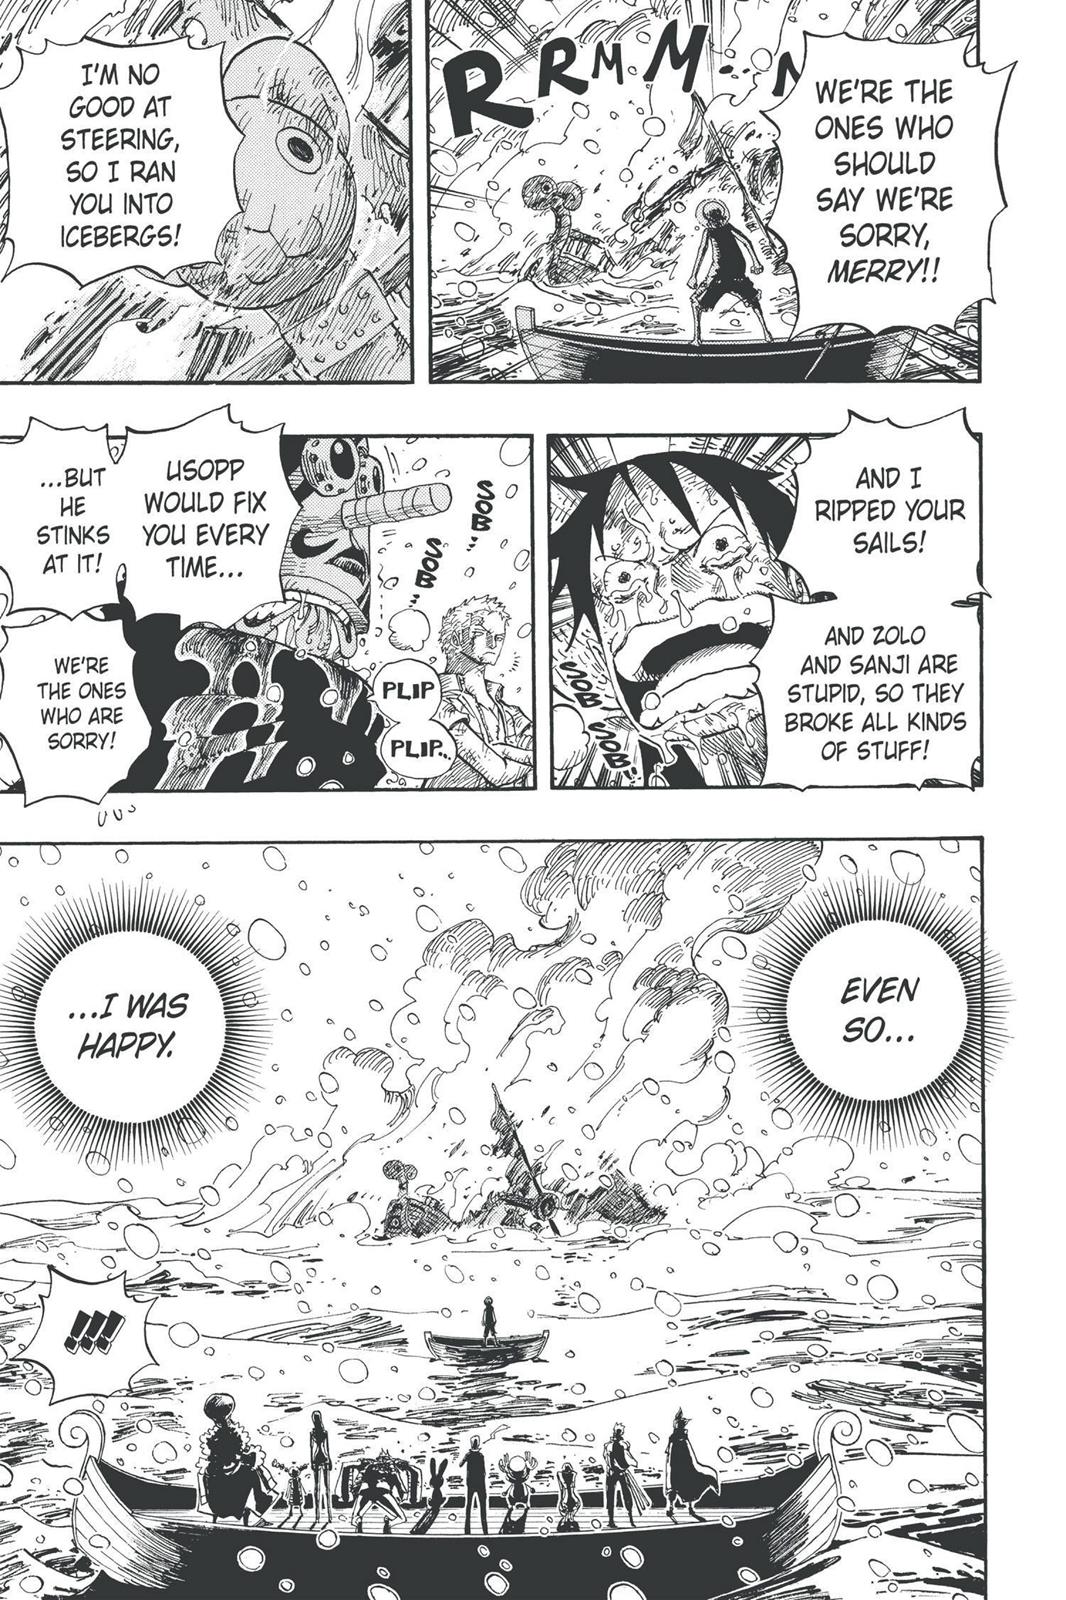 RRMMM
WE'RE THE
ONES WHO
SHOULD
SAY WE'RE
SORRY,
MERRY!!
I'M NO
GOOD AT
STEERING,
SO I RAN
YOU INTO
ICEBERGS!
AND I
RIPPED YOUR
SAILS!
AND ZOLO
AND SANJI ARE
STUPID, SO THEY
BROKE ALL KINDS
OF STUFF!
SOB
SOB!!
USOPP
WOULD FIX
YOU EVERY
TIME...
SOB...
SOB...
PLIP
PLIP...
...BUT
HE
STINKS
AT IT!
WE'RE
THE ONES
WHO ARE
SORRY!
EVEN
SO...
...I WAS
HAPPY.
!!!